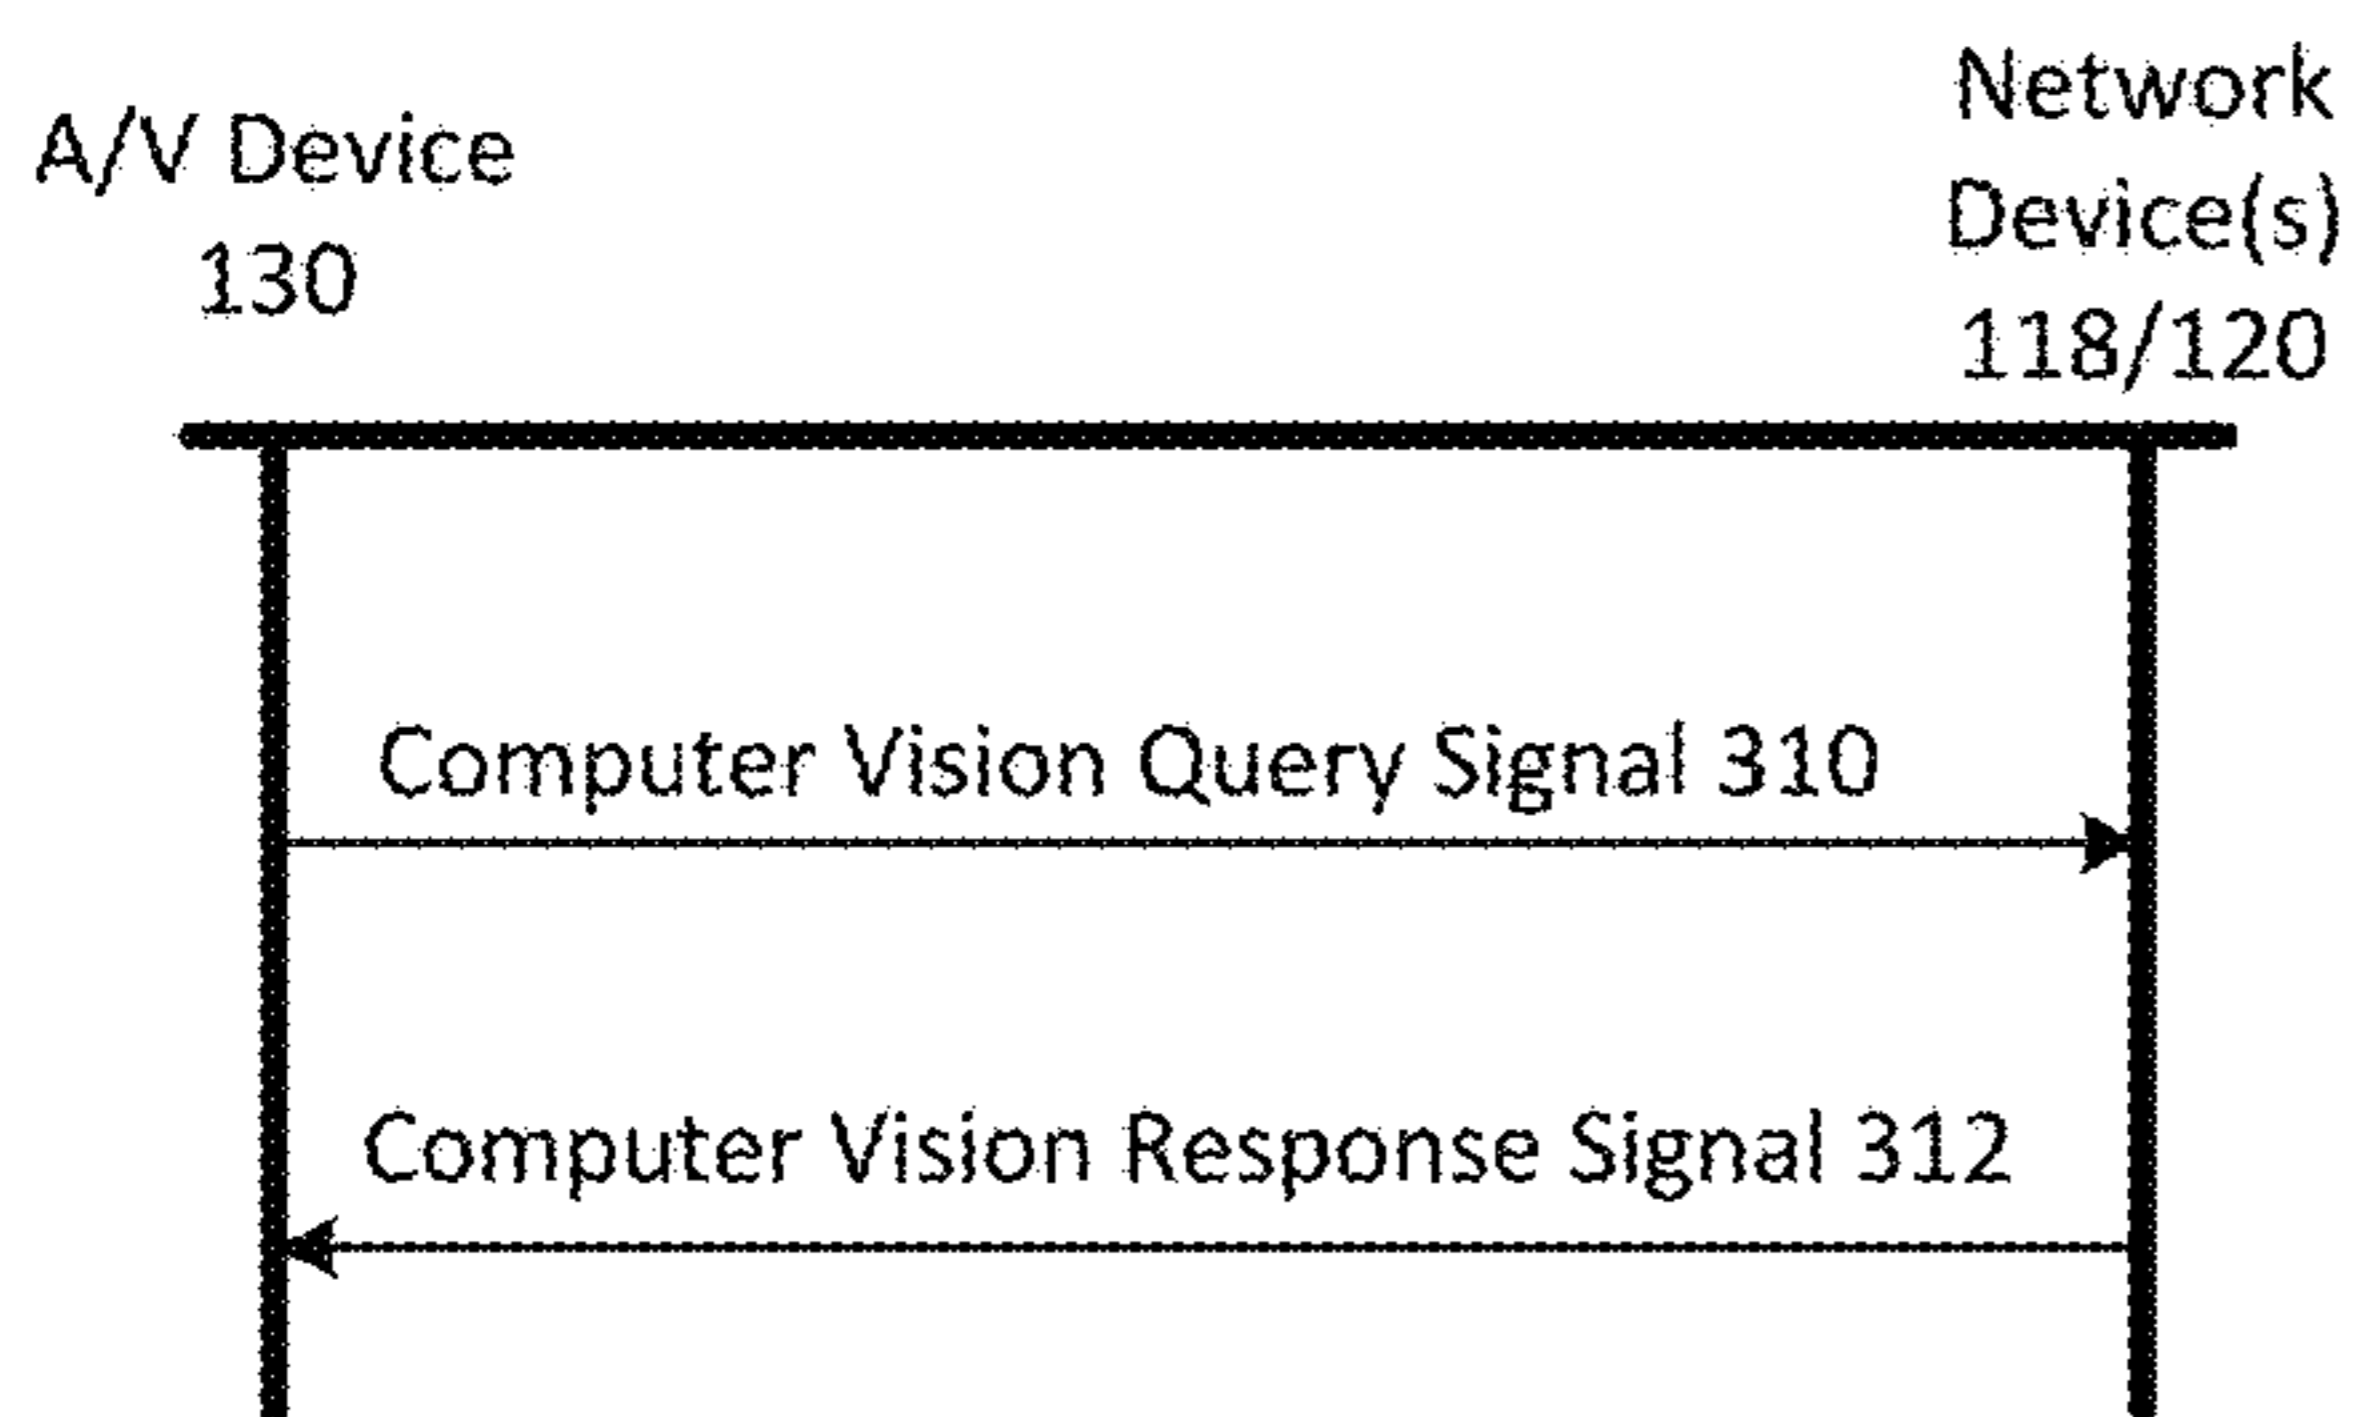 A/V Device
130
Network
Device(s)
118/120
Computer Vision Query Signal 310
Computer Vision Response Signal 312